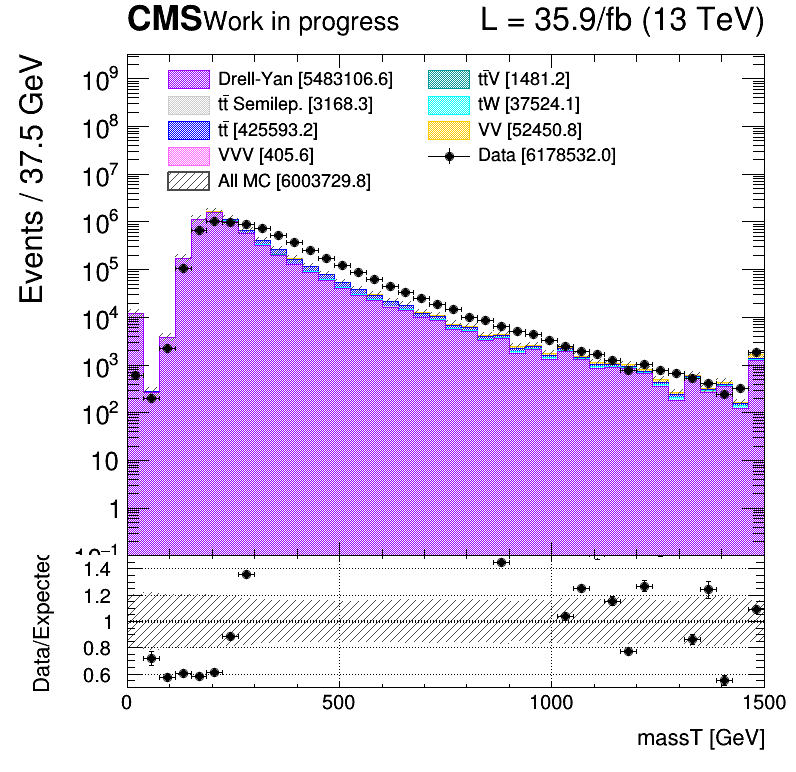 CMS Work in progress L = 35.9/fb (13 TeV)
Events / 37.5 GeV
10⁹
10⁸
10⁷
10⁶
10⁵
10⁴
10³
10²
10
1
10⁻¹
Drell-Yan [5483106.6]
tt̄ Semilep. [3168.3]
tt̄ [425593.2]
VVV [405.6]
All MC [6003729.8]
tt̄V [1481.2]
tW [37524.1]
VV [52450.8]
Data [6178532.0]
Data/Expected
1.4
1.2
1
0.8
0.6
0 500 1000 1500
massT [GeV]